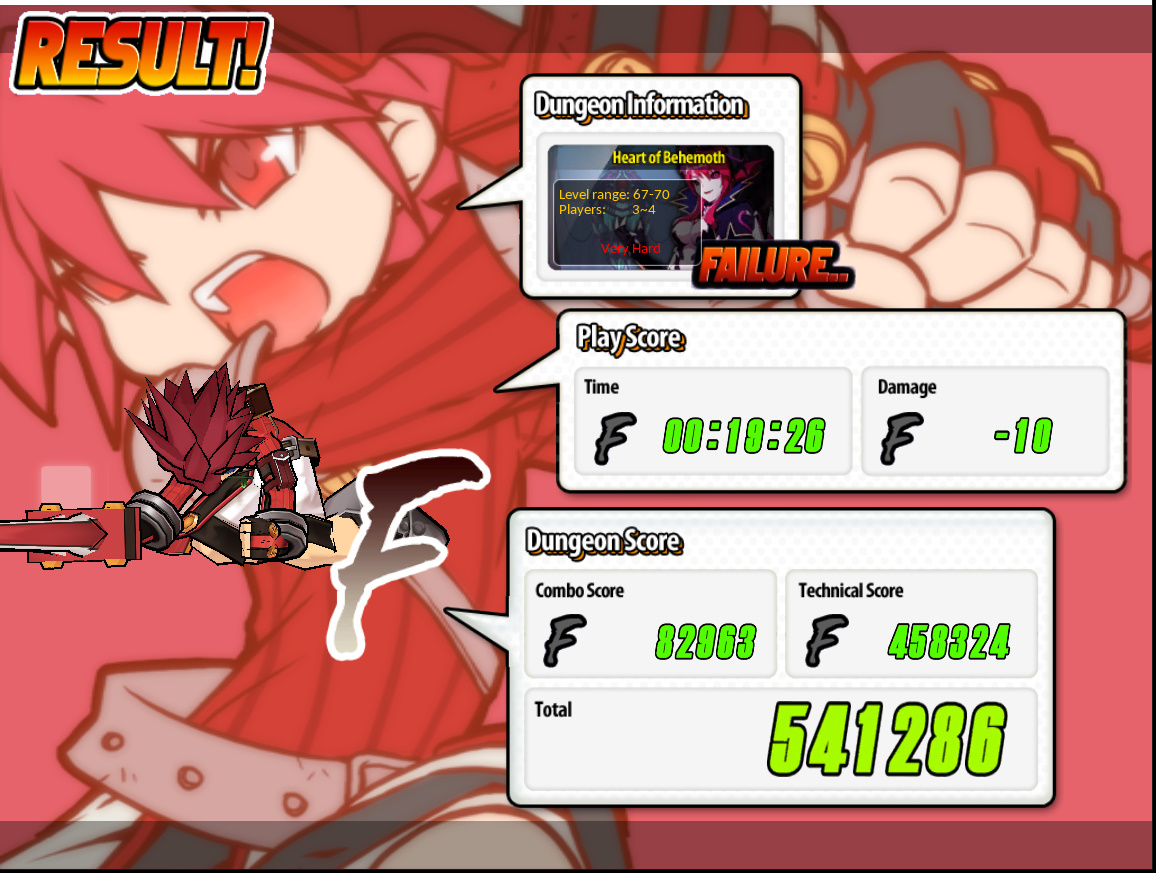 RESULT!
Dungeon Information
Heart of Behemoth
Level range: 67-70
Players: 3~4
Very Hard
FAILURE...
Play Score
Time
F 00:19:26
Damage
F -10
F
Dungeon Score
Combo Score
F 82963
Technical Score
F 458324
Total
541286